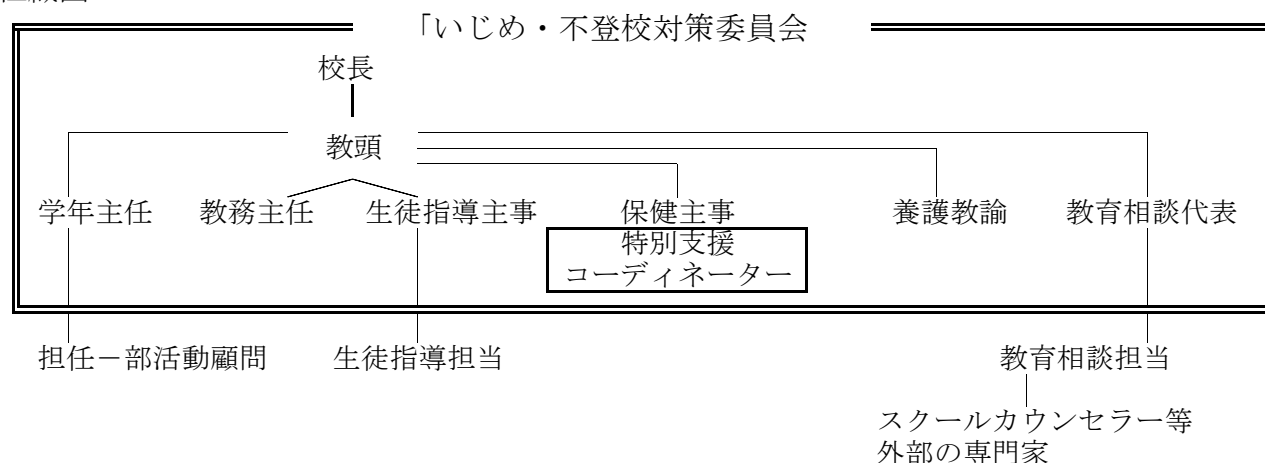 「いじめ・不登校対策委員会
校長
教頭
学年主任 教務主任 生徒指導主事 保健主事 養護教諭 教育相談代表
特別支援
コーディネーター
担任－部活動顧問 生徒指導担当 教育相談担当
スクールカウンセラー等
外部の専門家